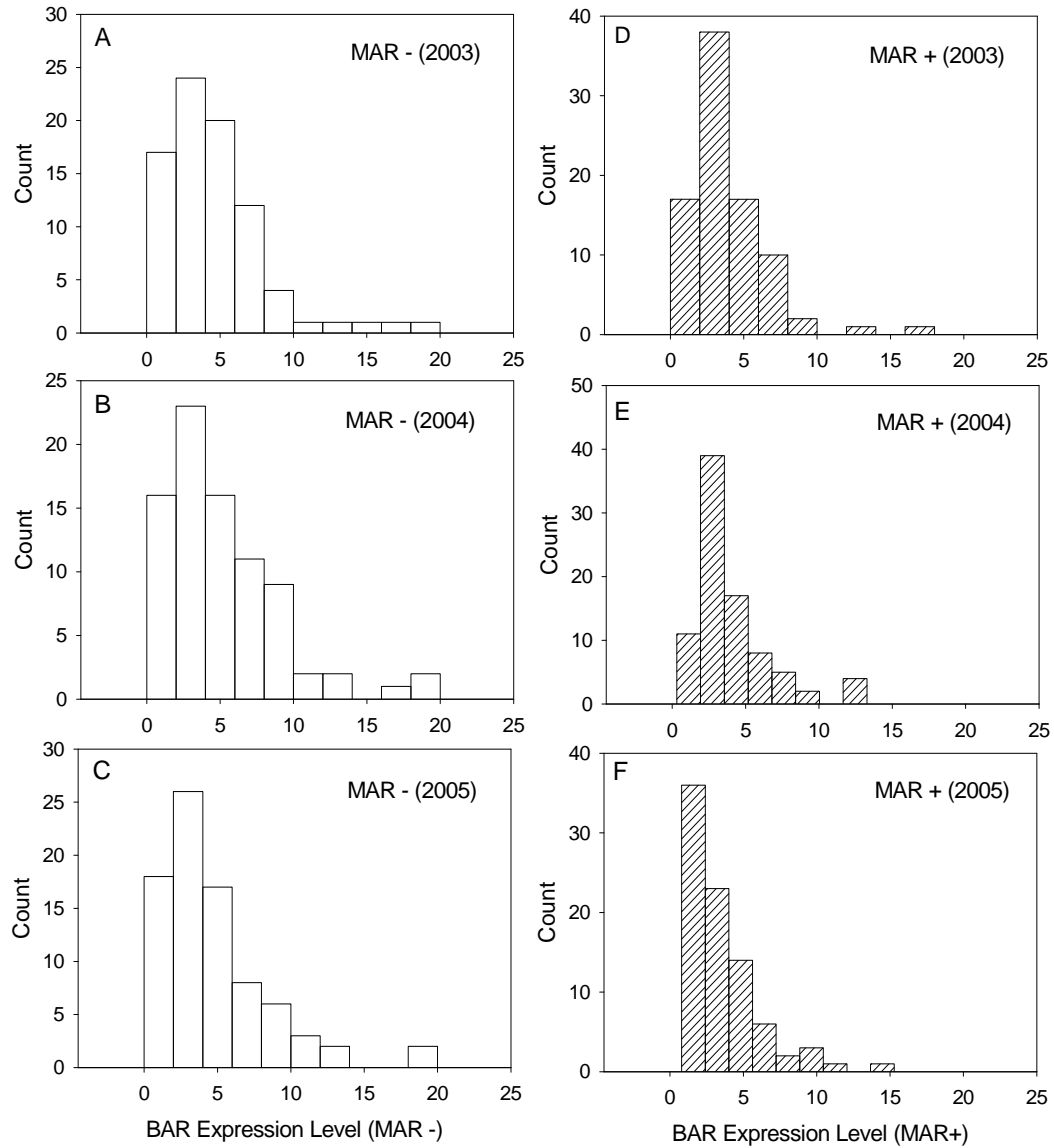 A
MAR - (2003)
Count
30
25
20
15
10
5
0
0 5 10 15 20 25
D
MAR + (2003)
Count
40
30
20
10
0
0 5 10 15 20 25
B
MAR - (2004)
Count
25
20
15
10
5
0
0 5 10 15 20 25
E
MAR + (2004)
Count
50
40
30
20
10
0
0 5 10 15 20 25
C
MAR - (2005)
Count
30
25
20
15
10
5
0
0 5 10 15 20 25
BAR Expression Level (MAR -)
F
MAR + (2005)
Count
40
30
20
10
0
0 5 10 15 20 25
BAR Expression Level (MAR+)